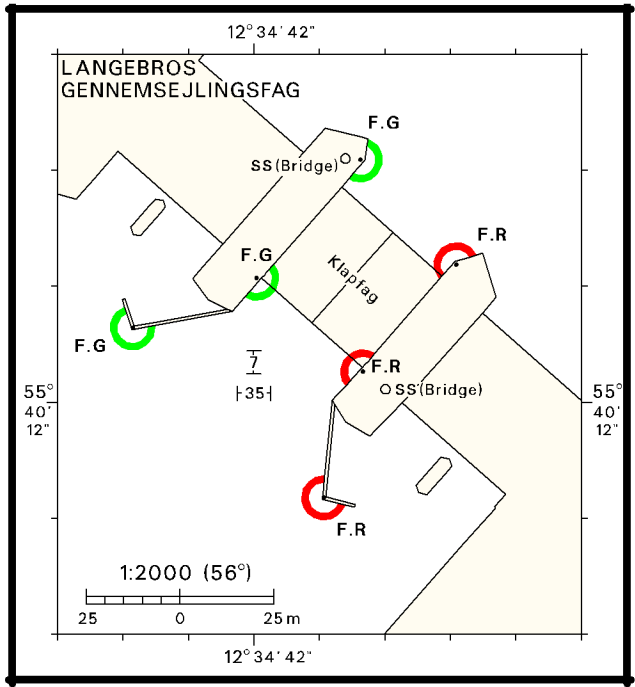 12° 34' 42"
LANGEBROS
GENNEMSEJLINGSFAG
F.G
SS(Bridge)
F.R
F.G
Klapfag
F.G
7
F.R
35
SS(Bridge)
55°
40'
12"
55°
40'
12"
F.R
1:2000 (56°)
25 0 25m
12° 34' 42"